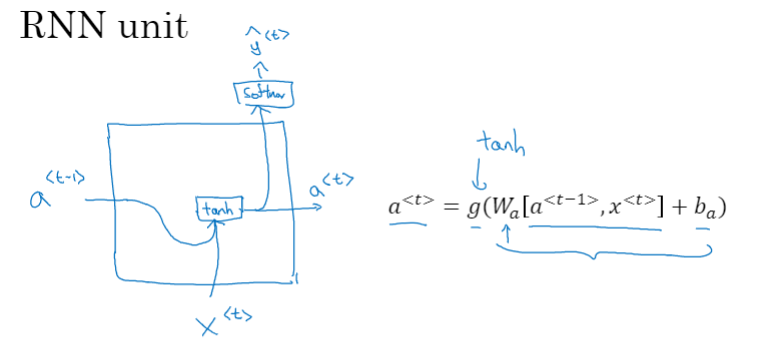 RNN unit
ŷ<t>
softmax
a<t-1>
tanh
a<t>
x<t>
tanh
a<t> = g(Wa[a<t−1>, x<t>] + ba)